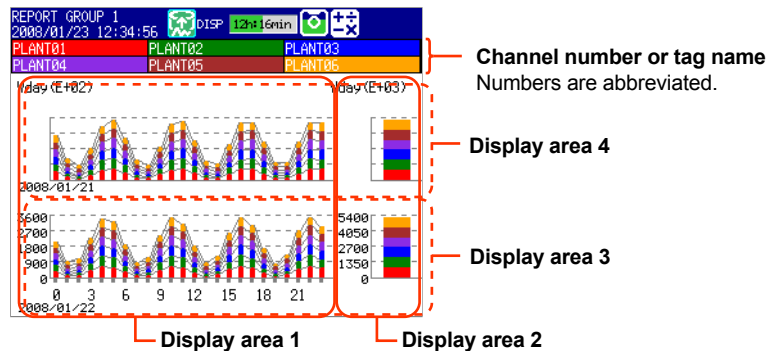 REPORT GROUP 1
2008/01/23 12:34:56
DISP
12h:16min
PLANT01 PLANT02 PLANT03
PLANT04 PLANT05 PLANT06
Channel number or tag name
Numbers are abbreviated.
/day(E+02)
/day(E+03)
Display area 4
2008/01/21
3600
2700
1800
900
0
5400
4050
2700
1350
0
Display area 3
0 3 6 9 12 15 18 21
2008/01/22
Display area 1
Display area 2